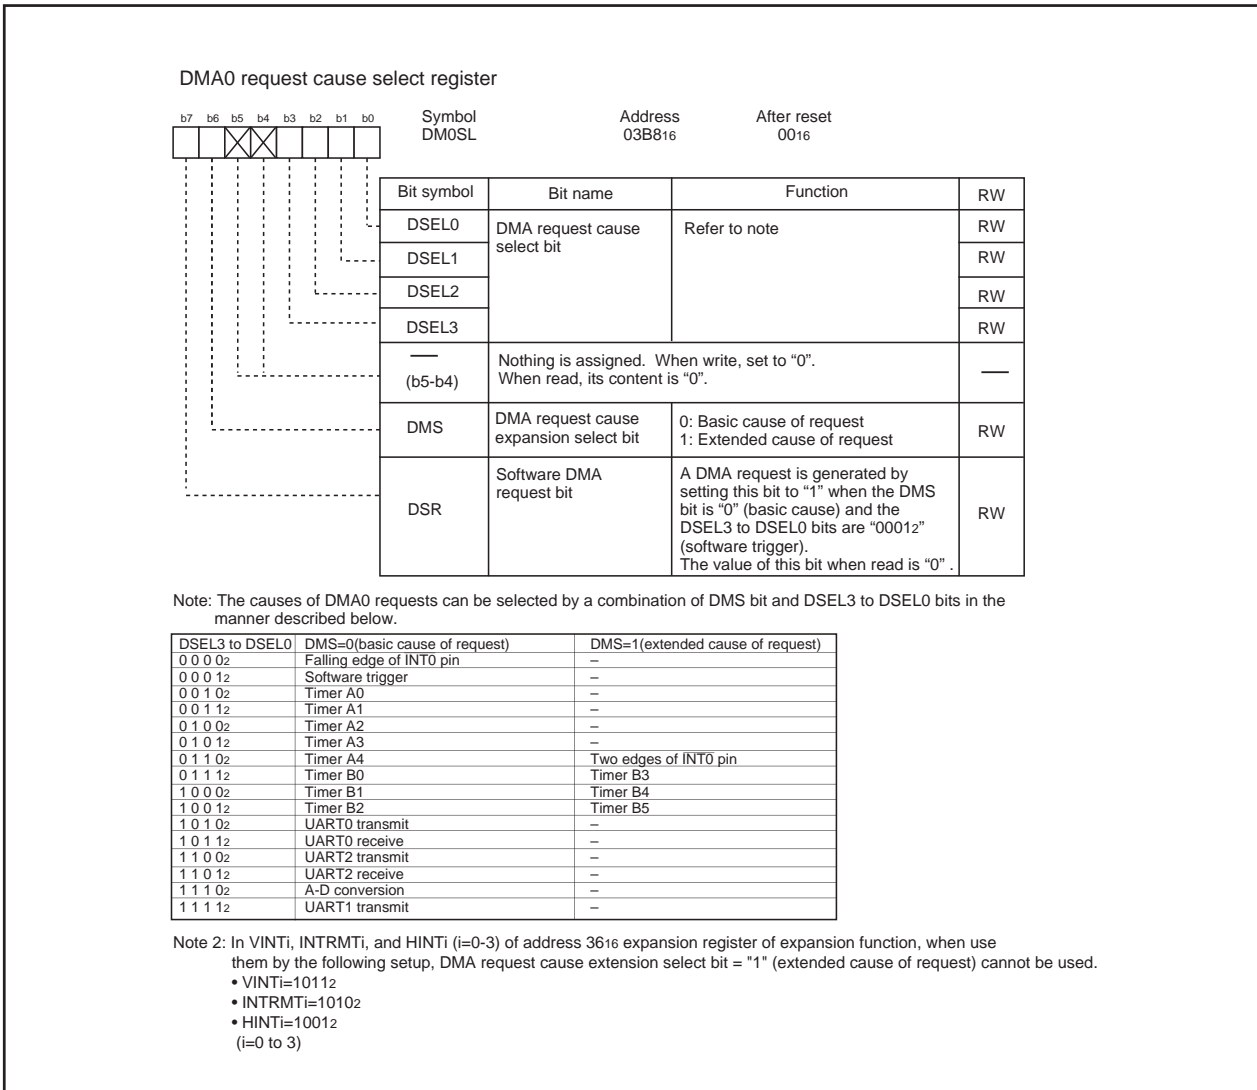 DMA0 request cause select register
b7 b6 b5 b4 b3 b2 b1 b0
Symbol Address After reset
DM0SL 03B816 0016
Bit symbol Bit name Function RW
DSEL0 DMA request cause select bit Refer to note RW
DSEL1 RW
DSEL2 RW
DSEL3 RW
— (b5-b4) Nothing is assigned. When write, set to “0”. —
When read, its content is “0”.
DMS DMA request cause expansion select bit 0: Basic cause of request RW
1: Extended cause of request
DSR Software DMA request bit A DMA request is generated by RW
setting this bit to “1” when the DMS
bit is “0” (basic cause) and the
DSEL3 to DSEL0 bits are “00012”
(software trigger).
The value of this bit when read is “0” .
Note: The causes of DMA0 requests can be selected by a combination of DMS bit and DSEL3 to DSEL0 bits in the
manner described below.
DSEL3 to DSEL0 DMS=0(basic cause of request) DMS=1(extended cause of request)
0 0 0 02 Falling edge of INT0 pin –
0 0 0 12 Software trigger –
0 0 1 02 Timer A0 –
0 0 1 12 Timer A1 –
0 1 0 02 Timer A2 –
0 1 0 12 Timer A3 –
0 1 1 02 Timer A4 Two edges of INT0 pin
0 1 1 12 Timer B0 Timer B3
1 0 0 02 Timer B1 Timer B4
1 0 0 12 Timer B2 Timer B5
1 0 1 02 UART0 transmit –
1 0 1 12 UART0 receive –
1 1 0 02 UART2 transmit –
1 1 0 12 UART2 receive –
1 1 1 02 A-D conversion –
1 1 1 12 UART1 transmit –
Note 2: In VINTi, INTRMTi, and HINTi (i=0-3) of address 3616 expansion register of expansion function, when use
them by the following setup, DMA request cause extension select bit = "1" (extended cause of request) cannot be used.
• VINTi=10112
• INTRMTi=10102
• HINTi=10012
(i=0 to 3)